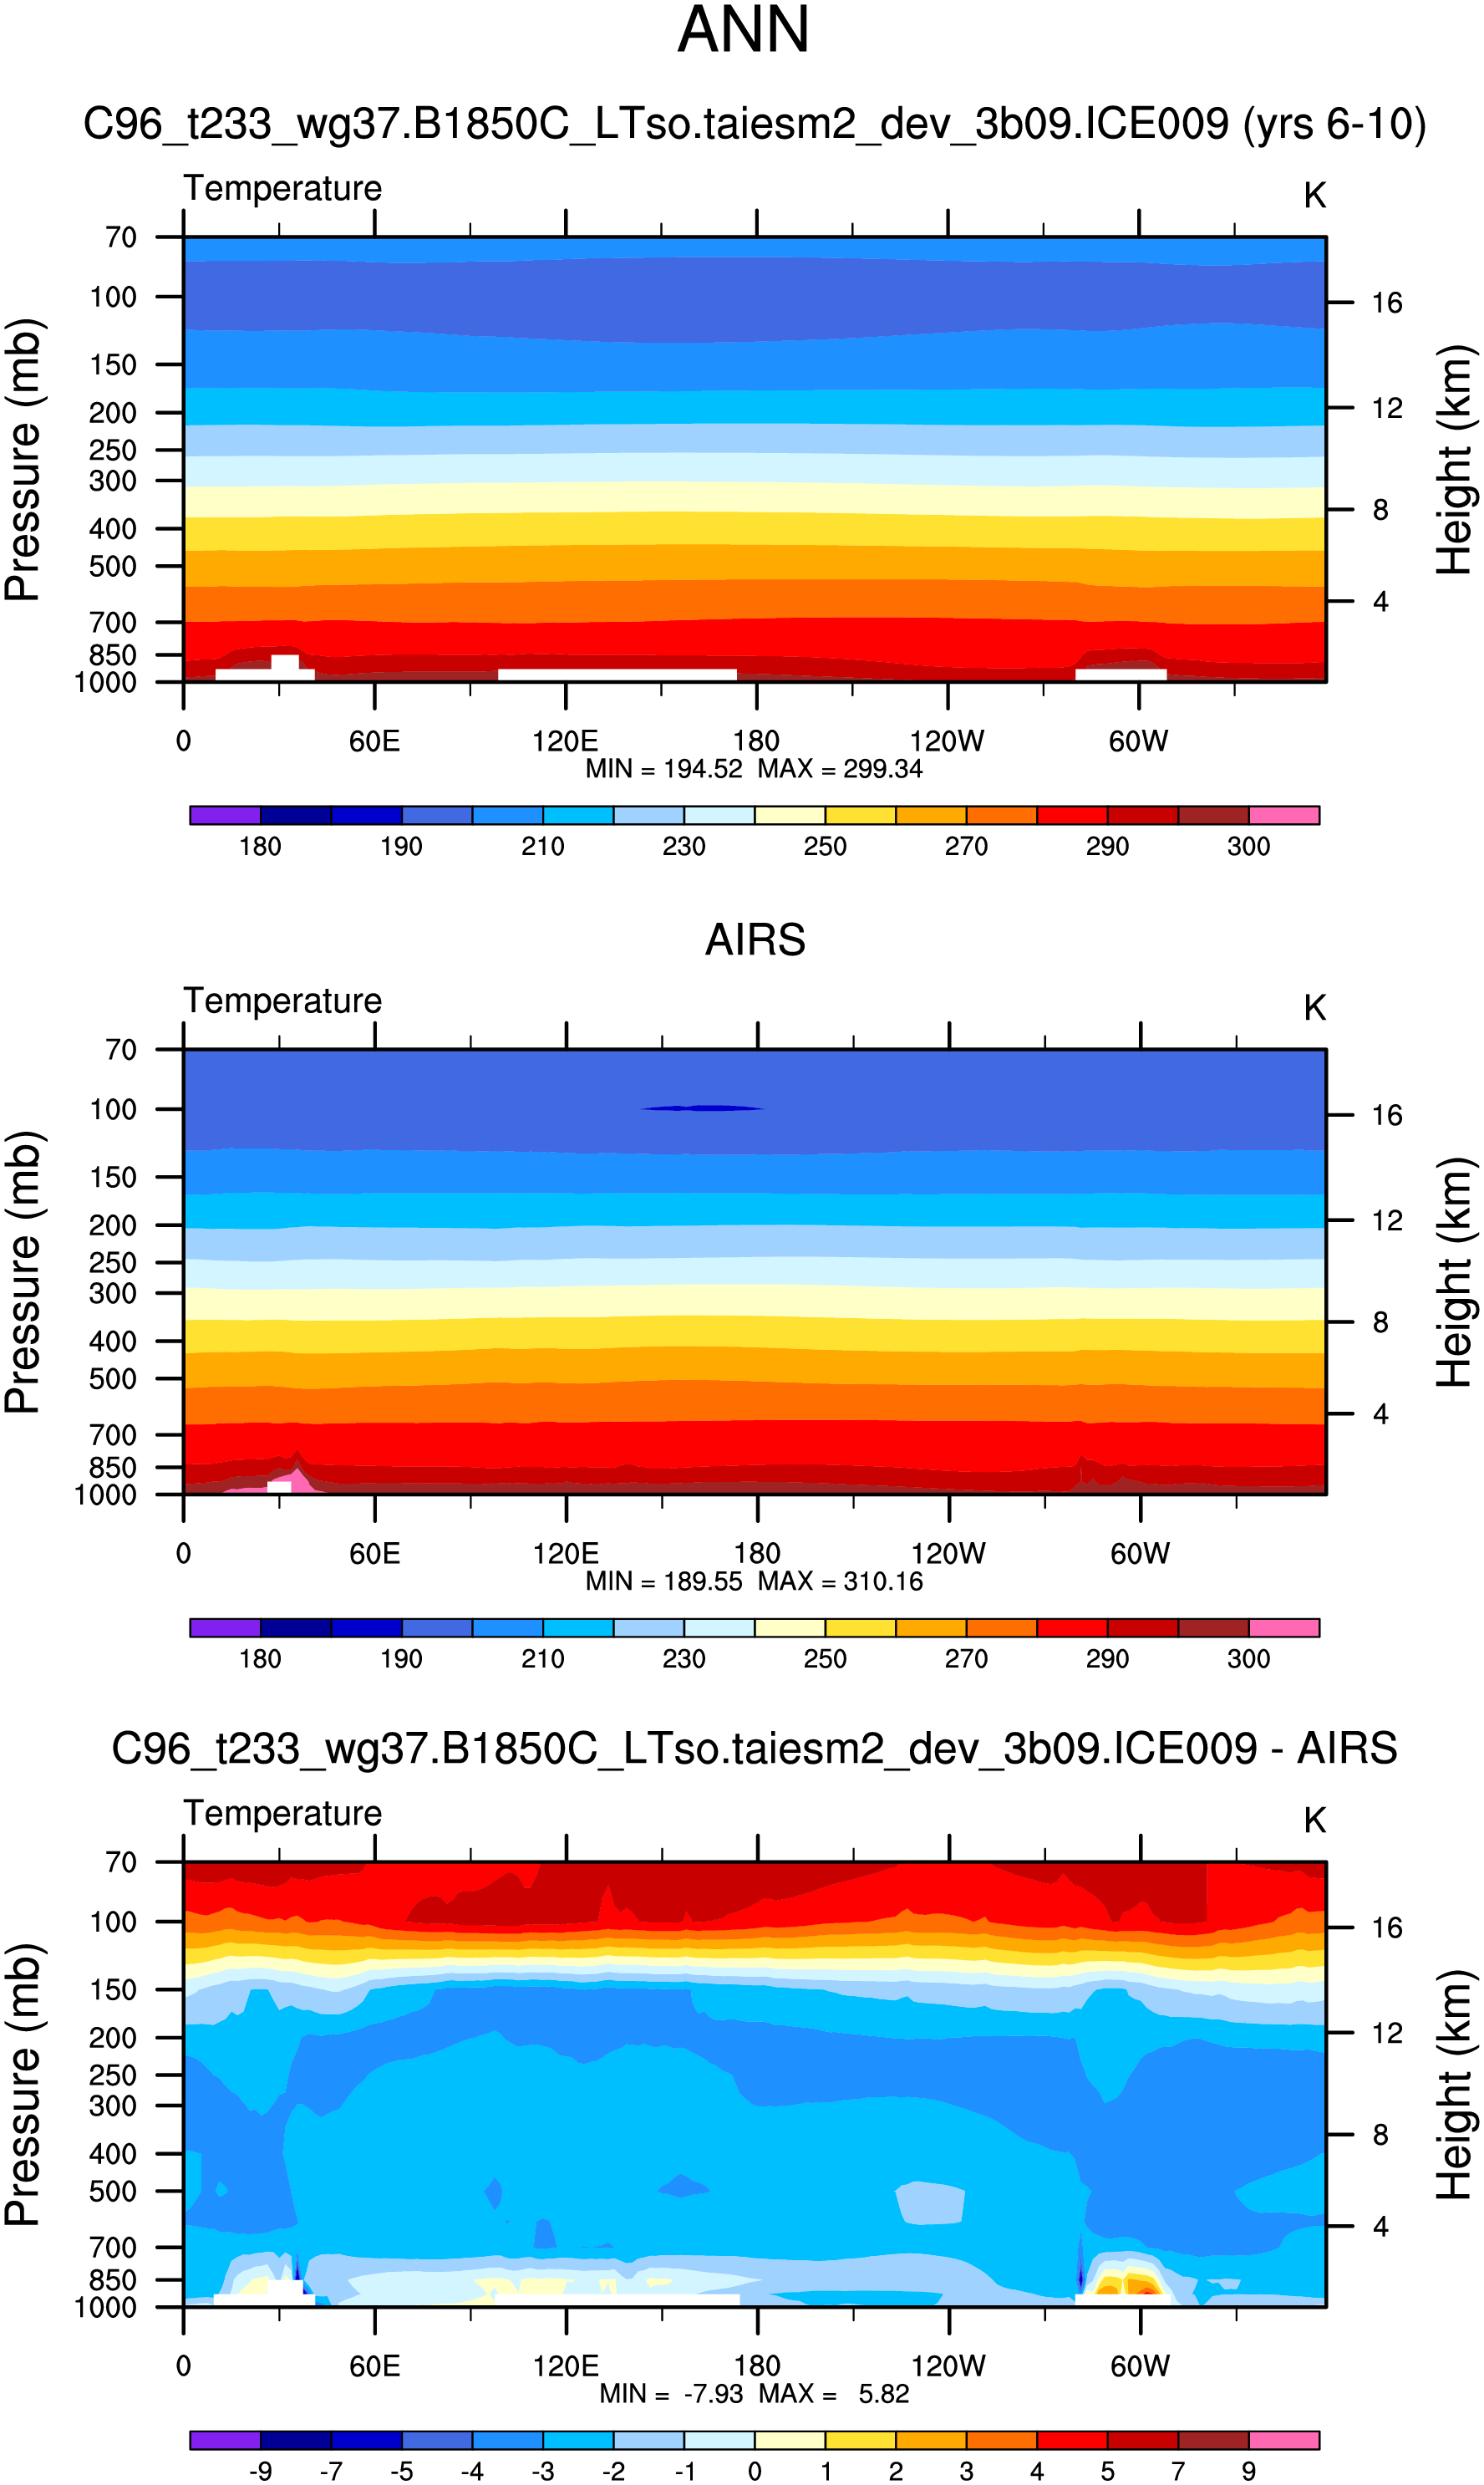 ANN
C96_t233_wg37.B1850C_LTso.taiesm2_dev_3b09.ICE009 (yrs 6-10)
Temperature K
Pressure (mb)
70
100
150
200
250
300
400
500
700
850
1000
16
12
8
4
Height (km)
0 60E 120E 180 120W 60W
MIN = 194.52 MAX = 299.34
180 190 210 230 250 270 290 300
AIRS
Temperature K
Pressure (mb)
70
100
150
200
250
300
400
500
700
850
1000
16
12
8
4
Height (km)
0 60E 120E 180 120W 60W
MIN = 189.55 MAX = 310.16
180 190 210 230 250 270 290 300
C96_t233_wg37.B1850C_LTso.taiesm2_dev_3b09.ICE009 - AIRS
Temperature K
Pressure (mb)
70
100
150
200
250
300
400
500
700
850
1000
16
12
8
4
Height (km)
0 60E 120E 180 120W 60W
MIN = -7.93 MAX = 5.82
-9 -7 -5 -4 -3 -2 -1 0 1 2 3 4 5 7 9